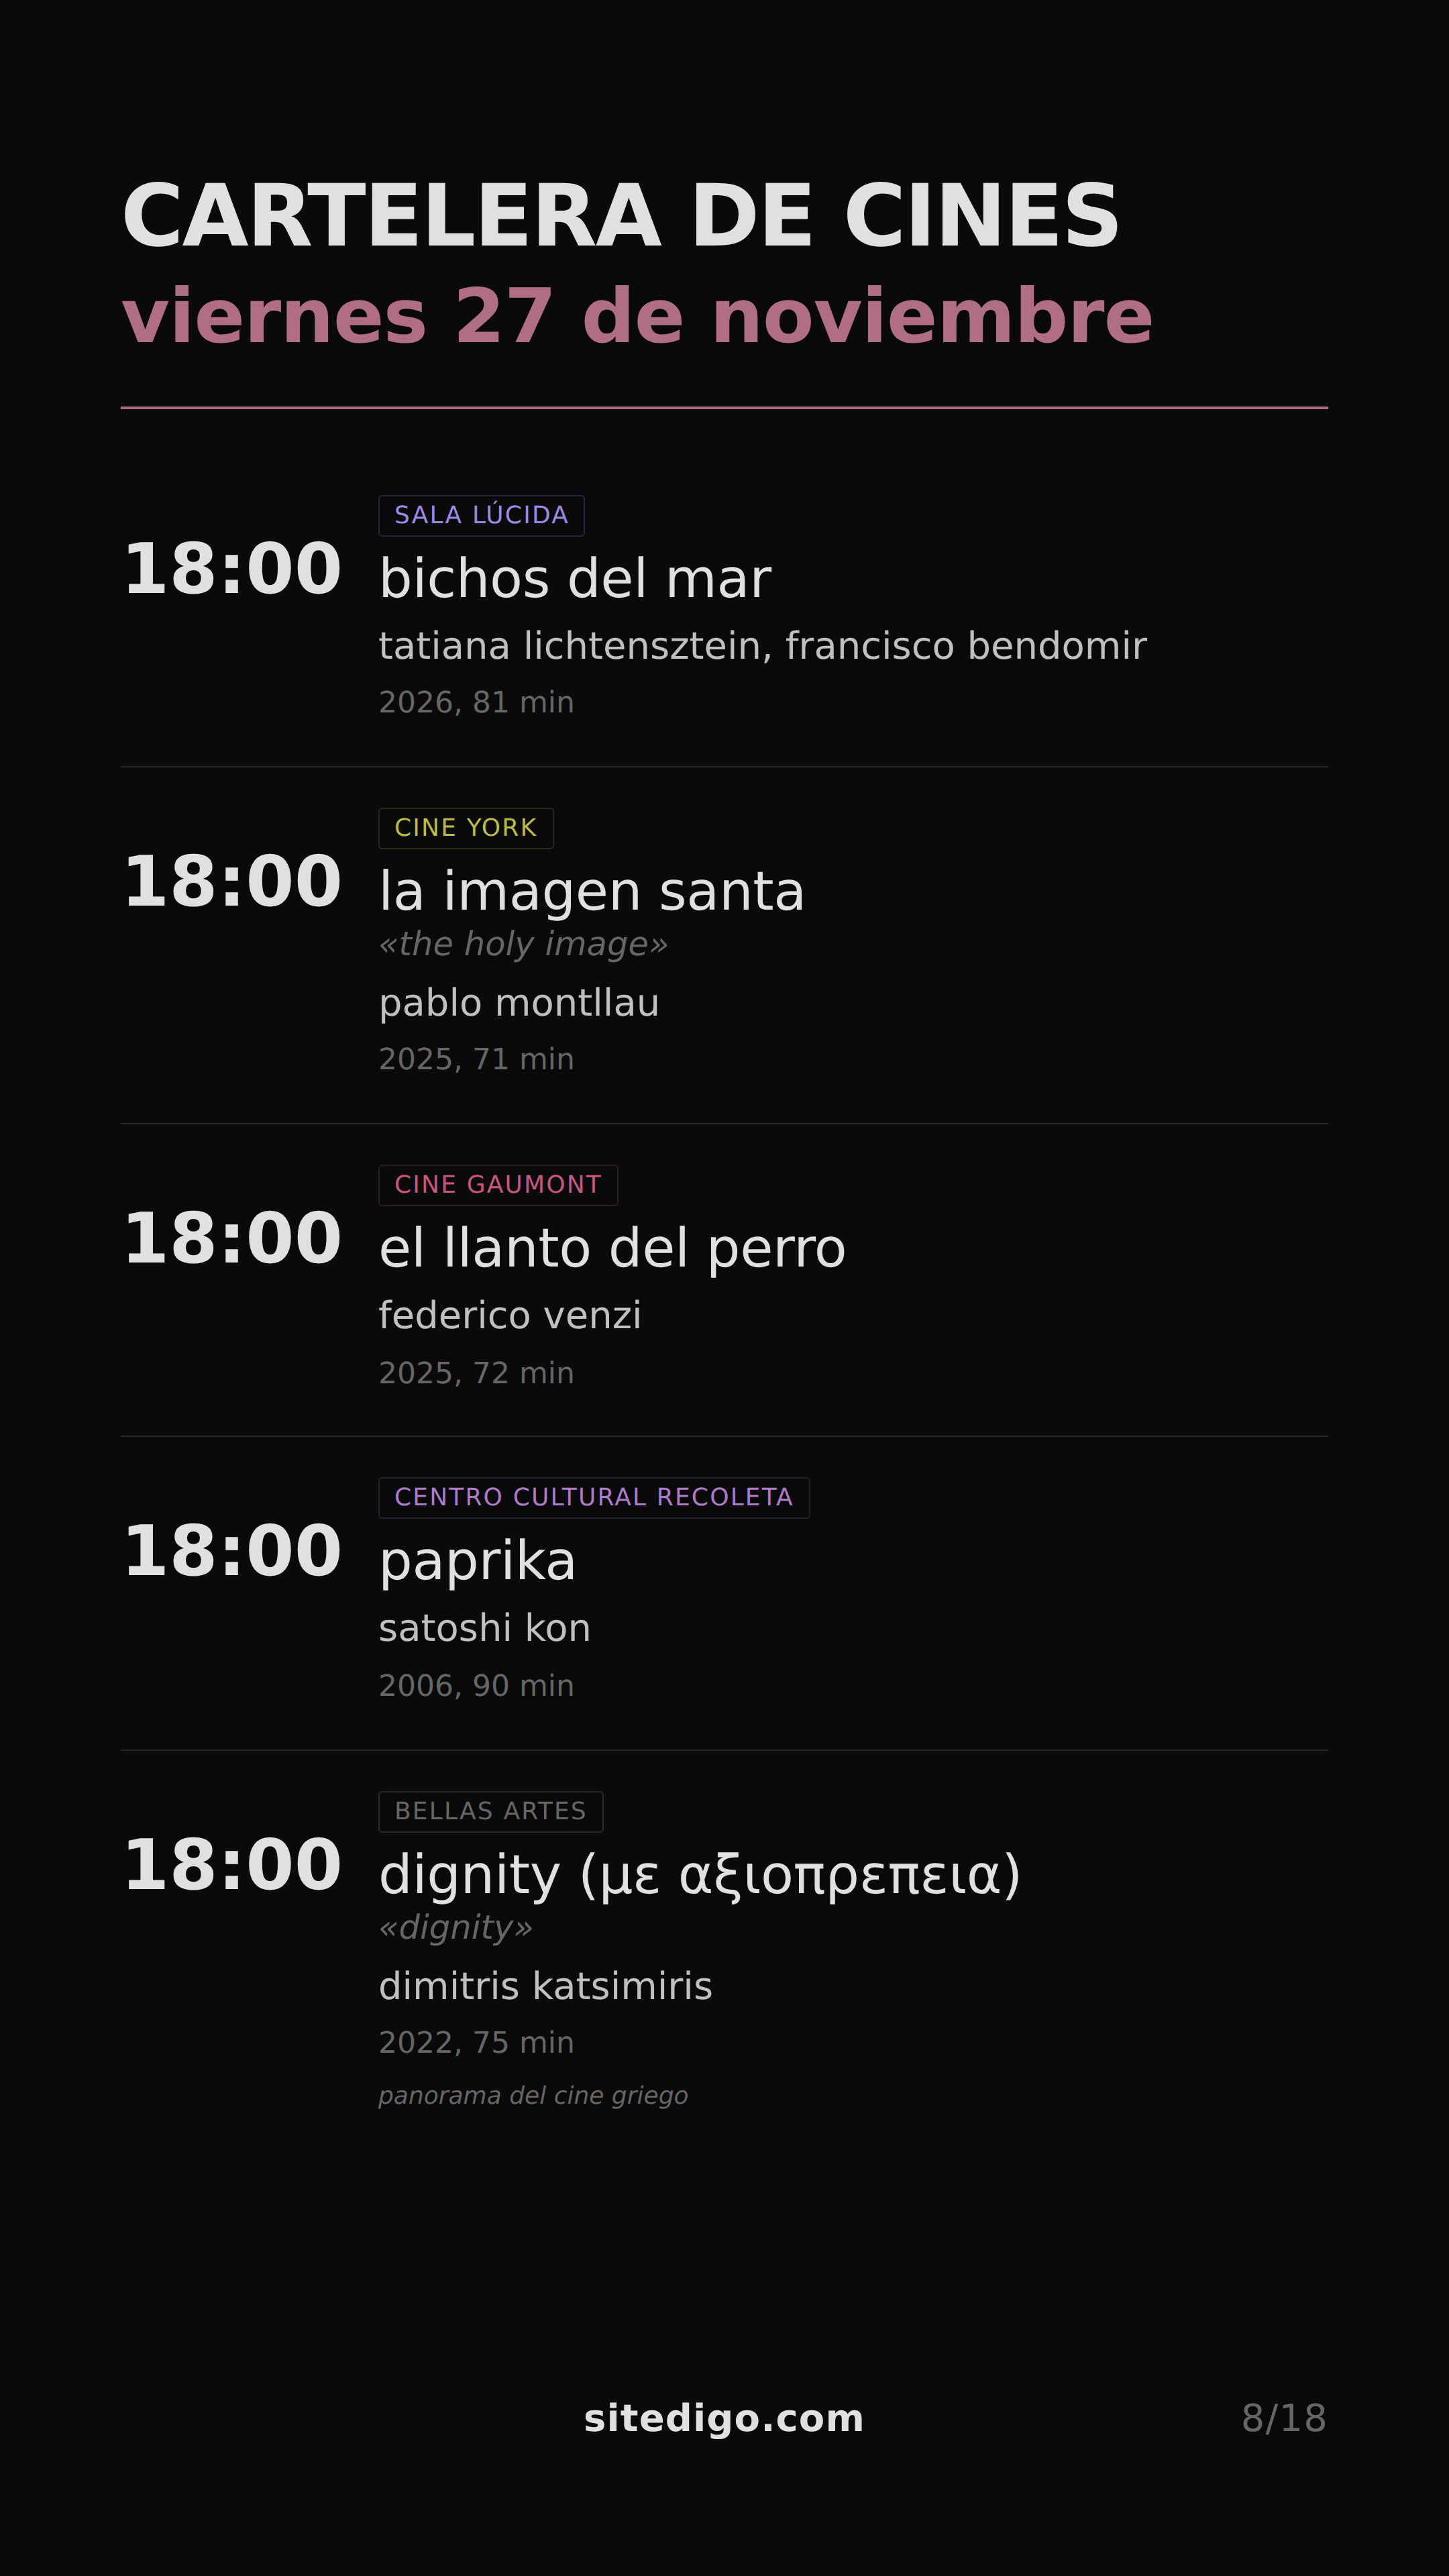 CARTELERA DE CINES
viernes 27 de noviembre
SALA LÚCIDA
18:00
bichos del mar
tatiana lichtensztein, francisco bendomir
2026, 81 min
CINE YORK
18:00
la imagen santa
«the holy image»
pablo montllau
2025, 71 min
CINE GAUMONT
18:00
el llanto del perro
federico venzi
2025, 72 min
CENTRO CULTURAL RECOLETA
18:00
paprika
satoshi kon
2006, 90 min
BELLAS ARTES
18:00
dignity (με αξιοπρεπεια)
«dignity»
dimitris katsimiris
2022, 75 min
panorama del cine griego
sitedigo.com
8/18